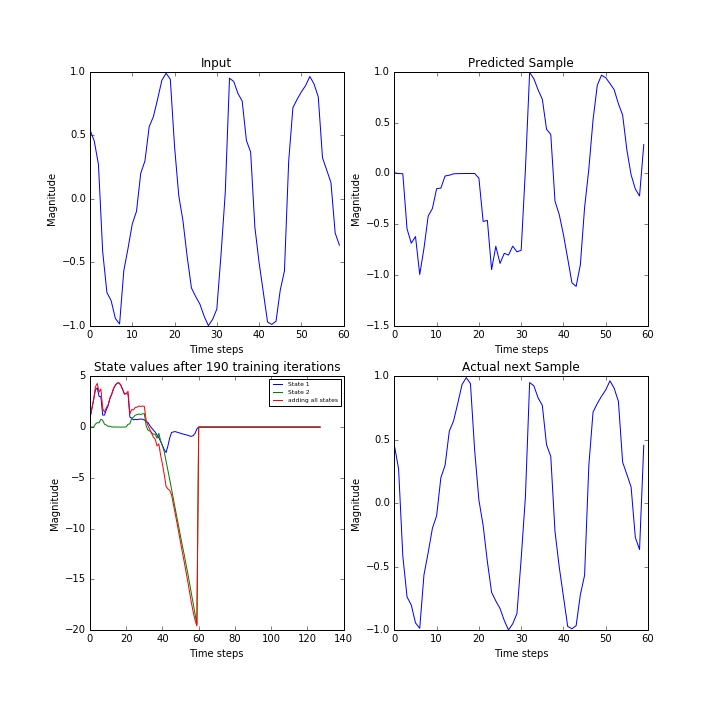 Input
Magnitude
1.0
0.5
0.0
−0.5
−1.0
0 10 20 30 40 50 60
Time steps
Predicted Sample
Magnitude
1.0
0.5
0.0
−0.5
−1.0
−1.5
0 10 20 30 40 50 60
Time steps
State values after 190 training iterations
Magnitude
5
0
−5
−10
−15
−20
State 1
State 2
adding all states
0 20 40 60 80 100 120 140
Time steps
Actual next Sample
Magnitude
1.0
0.5
0.0
−0.5
−1.0
0 10 20 30 40 50 60
Time steps